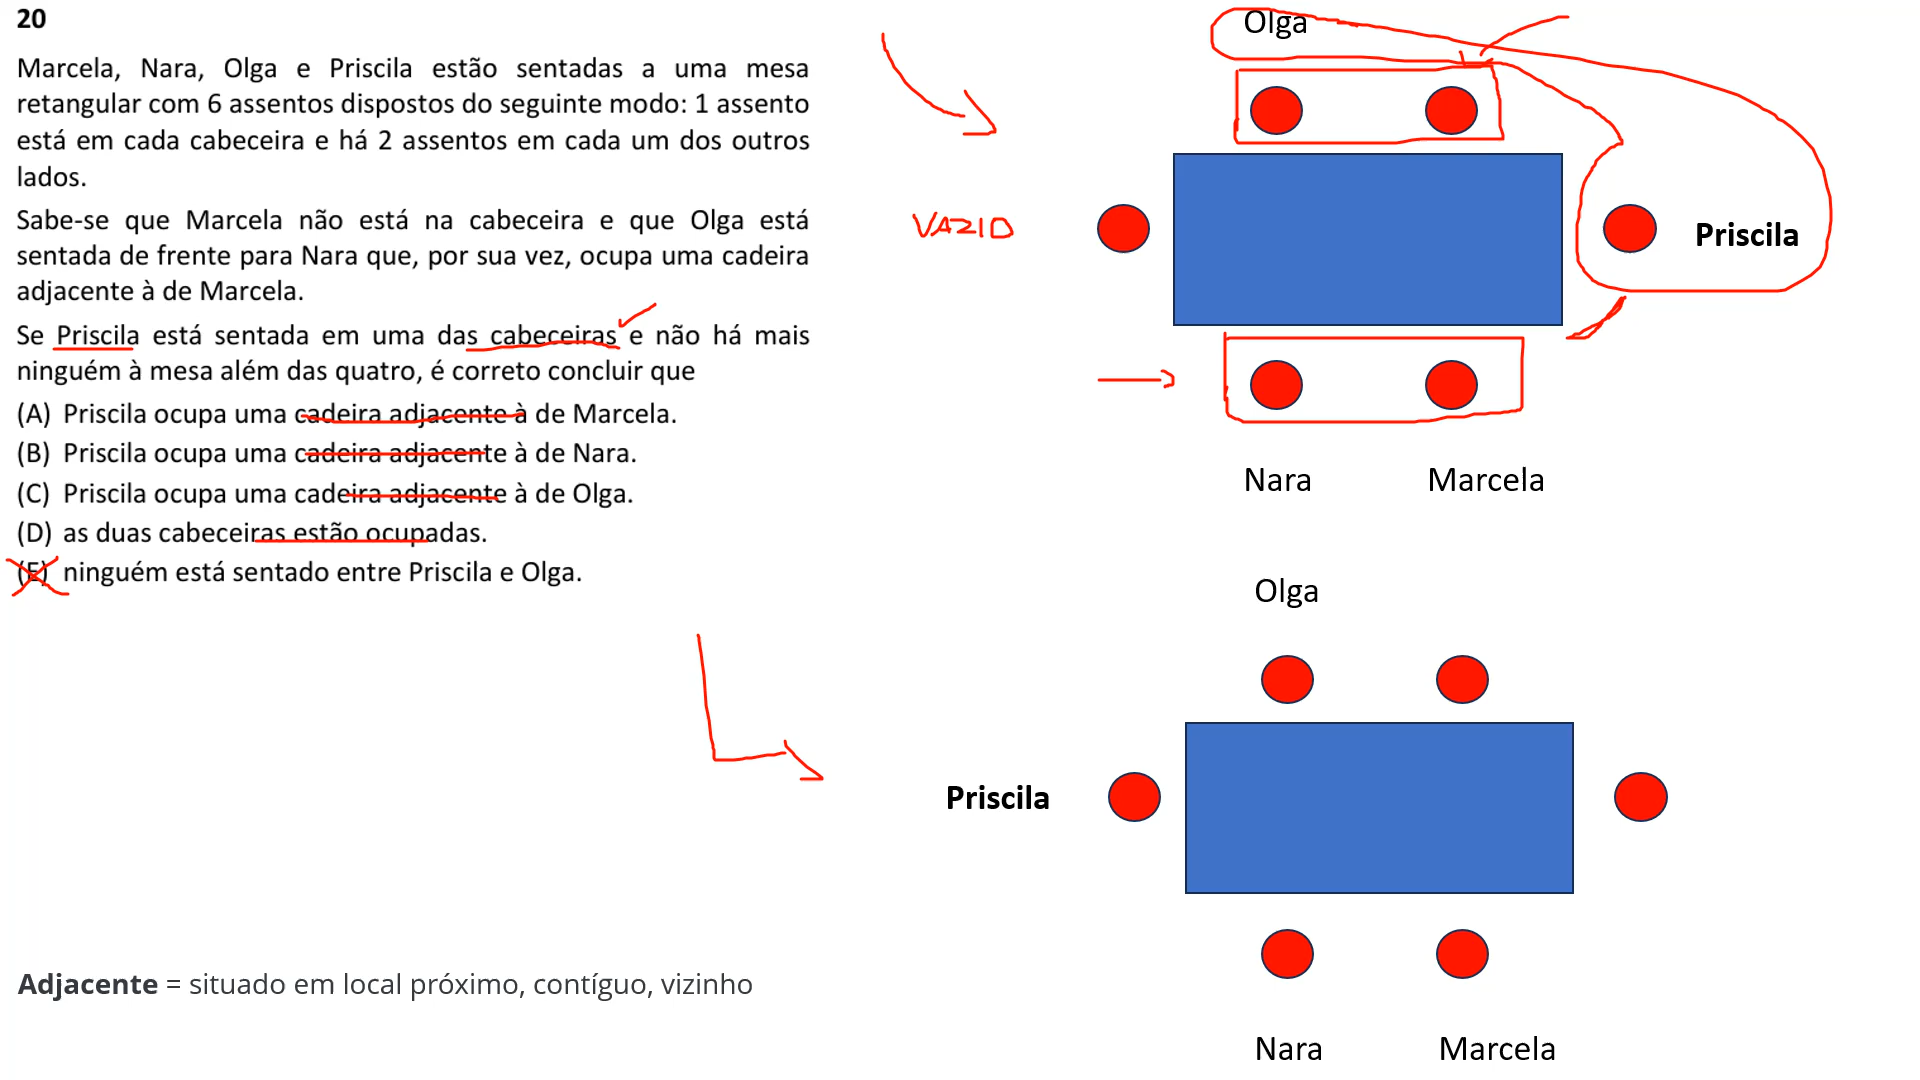 20
Marcela, Nara, Olga e Priscila estão sentadas a uma mesa
retangular com 6 assentos dispostos do seguinte modo: 1 assento
está em cada cabeceira e há 2 assentos em cada um dos outros
lados.
Sabe-se que Marcela não está na cabeceira e que Olga está
sentada de frente para Nara que, por sua vez, ocupa uma cadeira
adjacente à de Marcela.
Se Priscila está sentada em uma das cabeceiras e não há mais
ninguém à mesa além das quatro, é correto concluir que
(A) Priscila ocupa uma cadeira adjacente à de Marcela.
(B) Priscila ocupa uma cadeira adjacente à de Nara.
(C) Priscila ocupa uma cadeira adjacente à de Olga.
(D) as duas cabeceiras estão ocupadas.
(E) ninguém está sentado entre Priscila e Olga.
Adjacente = situado em local próximo, contíguo, vizinho
Olga
VAZIO
Priscila
Nara Marcela
Olga
Priscila
Nara Marcela